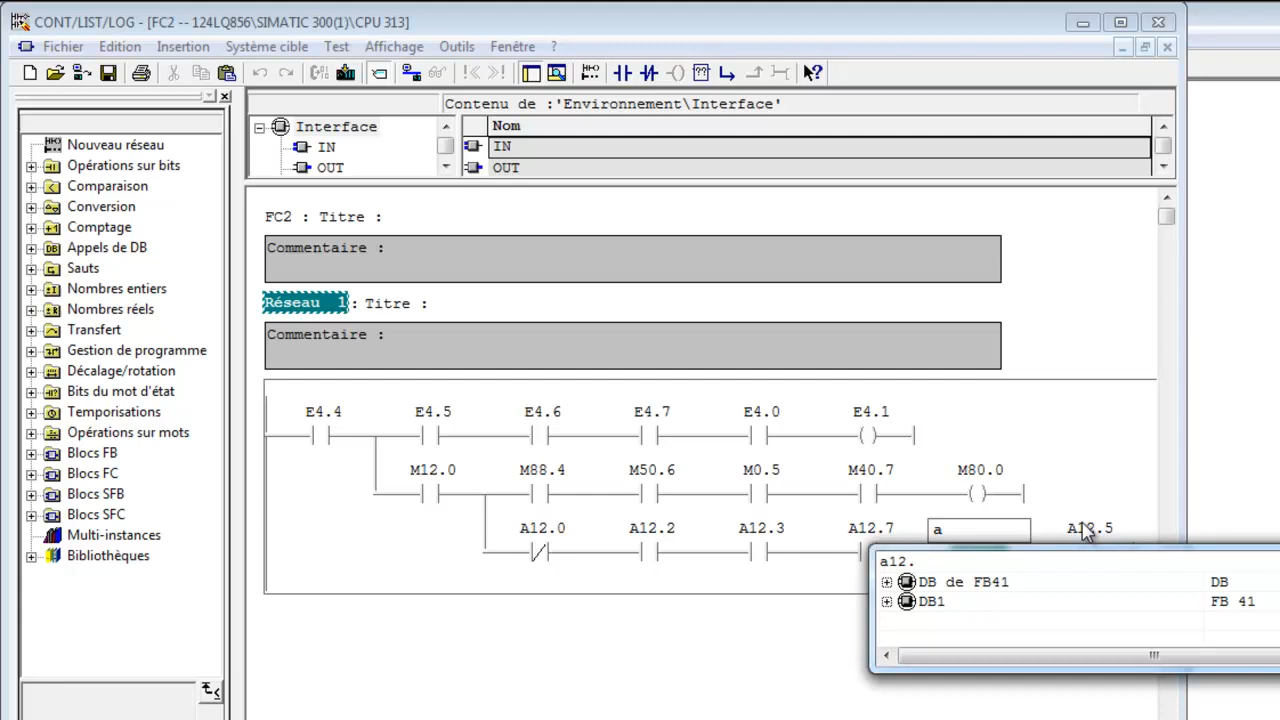 CONT/LIST/LOG - [FC2 -- 124LQ856\SIMATIC 300(1)\CPU 313]
Fichier Edition Insertion Système cible Test Affichage Outils Fenêtre ?
Contenu de :'Environnement\Interface'
Interface
IN
OUT
Nom
IN
OUT
Nouveau réseau
Opérations sur bits
Comparaison
Conversion
Comptage
Appels de DB
Sauts
Nombres entiers
Nombres réels
Transfert
Gestion de programme
Décalage/rotation
Bits du mot d'état
Temporisations
Opérations sur mots
Blocs FB
Blocs FC
Blocs SFB
Blocs SFC
Multi-instances
Bibliothèques
FC2 : Titre :
Commentaire :
Réseau 1: Titre :
Commentaire :
E4.4 E4.5 E4.6 E4.7 E4.0 E4.1
M12.0 M88.4 M50.6 M0.5 M40.7 M80.0
A12.0 A12.2 A12.3 A12.7 a A12.5
a12.
DB de FB41 DB
DB1 FB 41